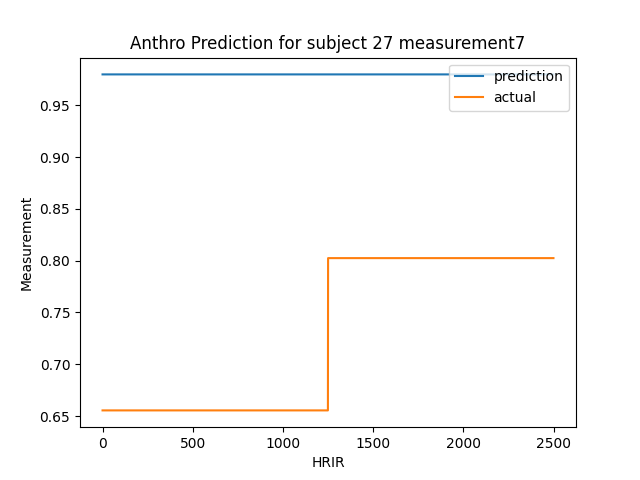 Anthro Prediction for subject 27 measurement7
prediction
actual
0.95
0.90
0.85
0.80
0.75
0.70
0.65
Measurement
0 500 1000 1500 2000 2500
HRIR